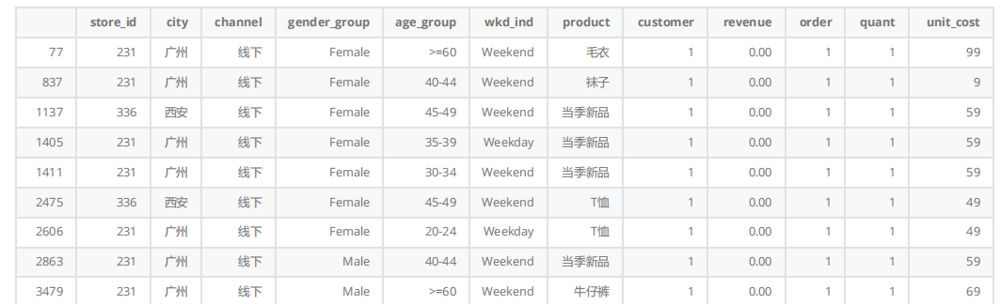 store_id city channel gender_group age_group wkd_ind product customer revenue order quant unit_cost
77 231 广州 线下 Female >=60 Weekend 毛衣 1 0.00 1 1 99
837 231 广州 线下 Female 40-44 Weekend 袜子 1 0.00 1 1 9
1137 336 西安 线下 Female 45-49 Weekend 当季新品 1 0.00 1 1 59
1405 231 广州 线下 Female 35-39 Weekday 当季新品 1 0.00 1 1 59
1411 231 广州 线下 Female 30-34 Weekend 当季新品 1 0.00 1 1 59
2475 336 西安 线下 Female 45-49 Weekend T恤 1 0.00 1 1 49
2606 231 广州 线下 Female 20-24 Weekday T恤 1 0.00 1 1 49
2863 231 广州 线下 Male 40-44 Weekend 当季新品 1 0.00 1 1 59
3479 231 广州 线下 Male >=60 Weekend 牛仔裤 1 0.00 1 1 69